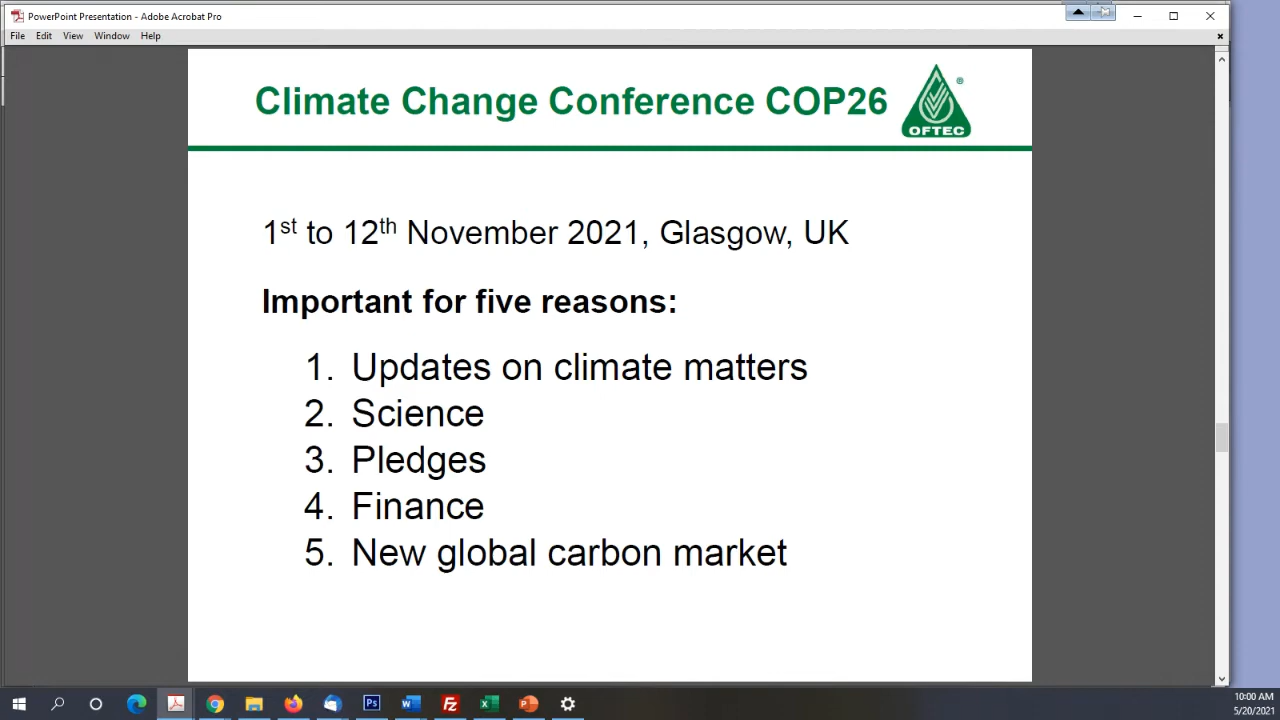 PowerPoint Presentation - Adobe Acrobat Pro
File Edit View Window Help
Climate Change Conference COP26
®
OFTEC
1st to 12th November 2021, Glasgow, UK
Important for five reasons:
1. Updates on climate matters
2. Science
3. Pledges
4. Finance
5. New global carbon market
Ps
W
Fz
X
P
10:00 AM
5/20/2021